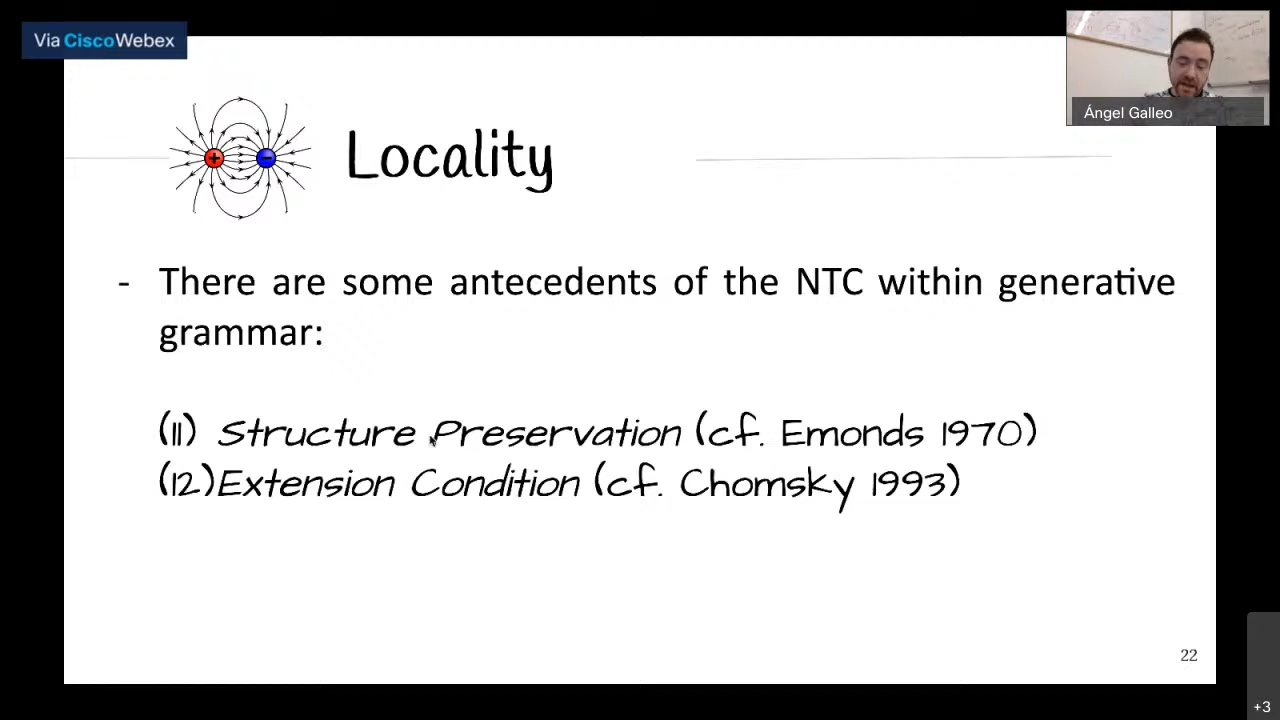 Via CiscoWebex
Ángel Galleo
+ -
Locality
- There are some antecedents of the NTC within generative
grammar:
(11) Structure Preservation (cf. Emonds 1970)
(12)Extension Condition (cf. Chomsky 1993)
22
+3